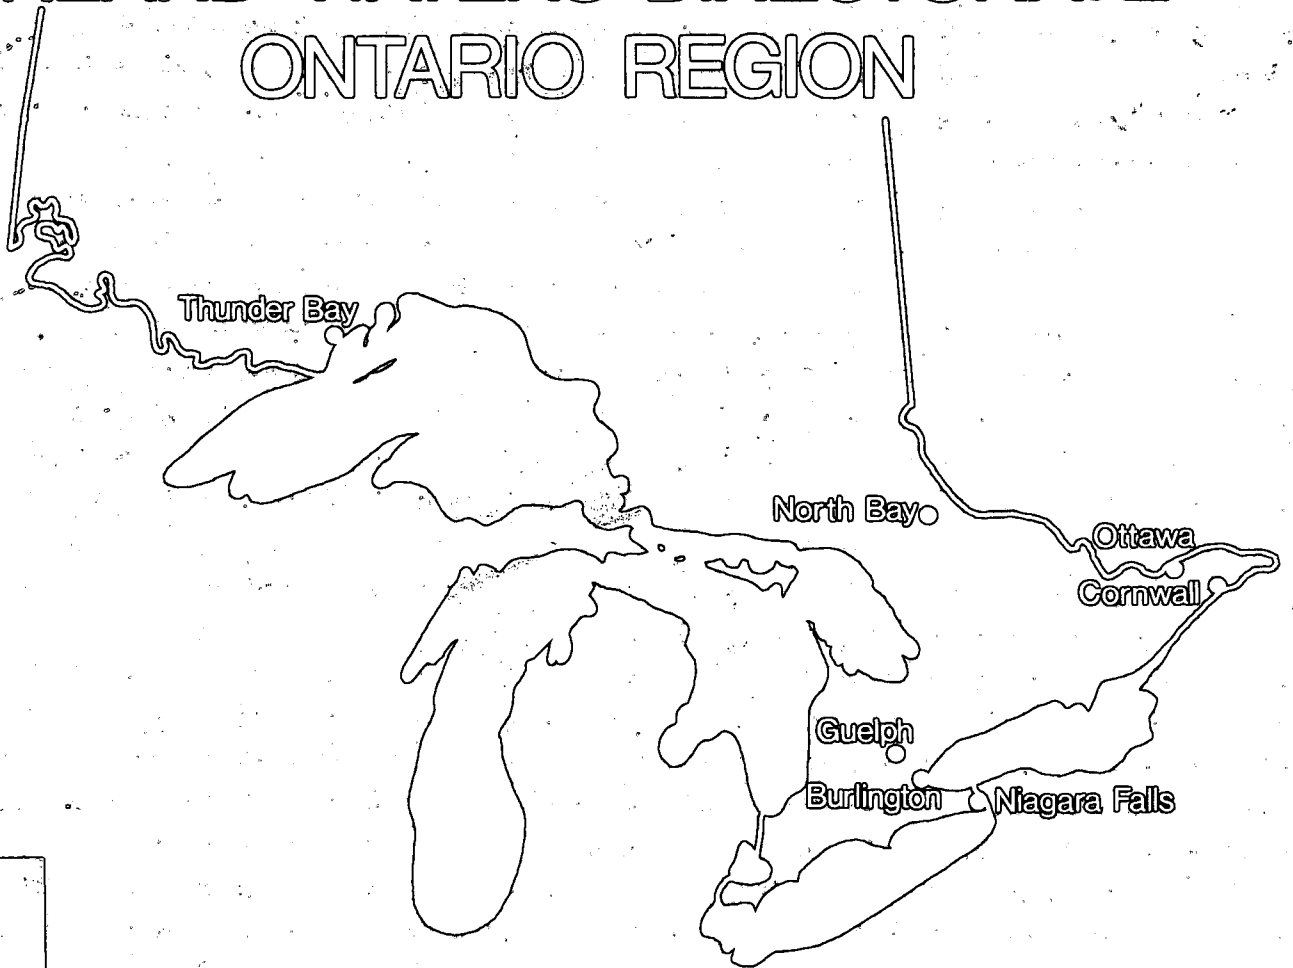 ONTARIO REGION
Thunder Bay
North Bay
Ottawa
Cornwall
Guelph
Burlington
Niagara Falls